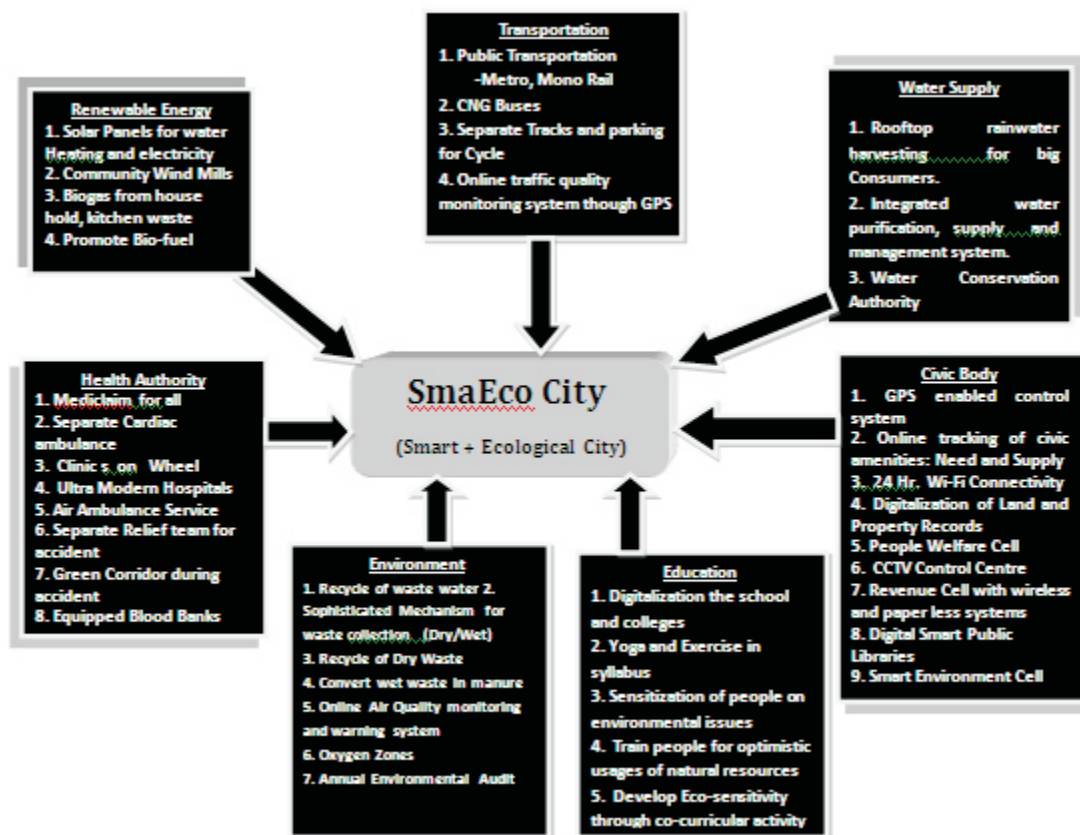 Transportation
1. Public Transportation
-Metro, Mono Rail
2. CNG Buses
3. Separate Tracks and parking
for Cycle
4. Online traffic quality
monitoring system though GPS
Renewable Energy
1. Solar Panels for water
Heating and electricity
2. Community Wind Mills
3. Biogas from house
hold, kitchen waste
4. Promote Bio-fuel
Water Supply
1. Rooftop rainwater
harvesting for big
Consumers.
2. Integrated water
purification, supply and
management system.
3. Water Conservation
Authority
SmaEco City
(Smart + Ecological City)
Health Authority
1. Mediclaim for all
2. Separate Cardiac
ambulance
3. Clinic s on Wheel
4. Ultra Modern Hospitals
5. Air Ambulance Service
6. Separate Relief team for
accident
7. Green Corridor during
accident
8. Equipped Blood Banks
Civic Body
1. GPS enabled control
system
2. Online tracking of civic
amenities: Need and Supply
3. 24 Hr. Wi-Fi Connectivity
4. Digitalization of Land and
Property Records
5. People Welfare Cell
6. CCTV Control Centre
7. Revenue Cell with wireless
and paper less systems
8. Digital Smart Public
Libraries
9. Smart Environment Cell
Environment
1. Recycle of waste water 2.
Sophisticated Mechanism for
waste collection (Dry/Wet)
3. Recycle of Dry Waste
4. Convert wet waste in manure
5. Online Air Quality monitoring
and warning system
6. Oxygen Zones
7. Annual Environmental Audit
Education
1. Digitalization the school
and colleges
2. Yoga and Exercise in
syllabus
3. Sensitization of people on
environmental issues
4. Train people for optimistic
usages of natural resources
5. Develop Eco-sensitivity
through co-curricular activity